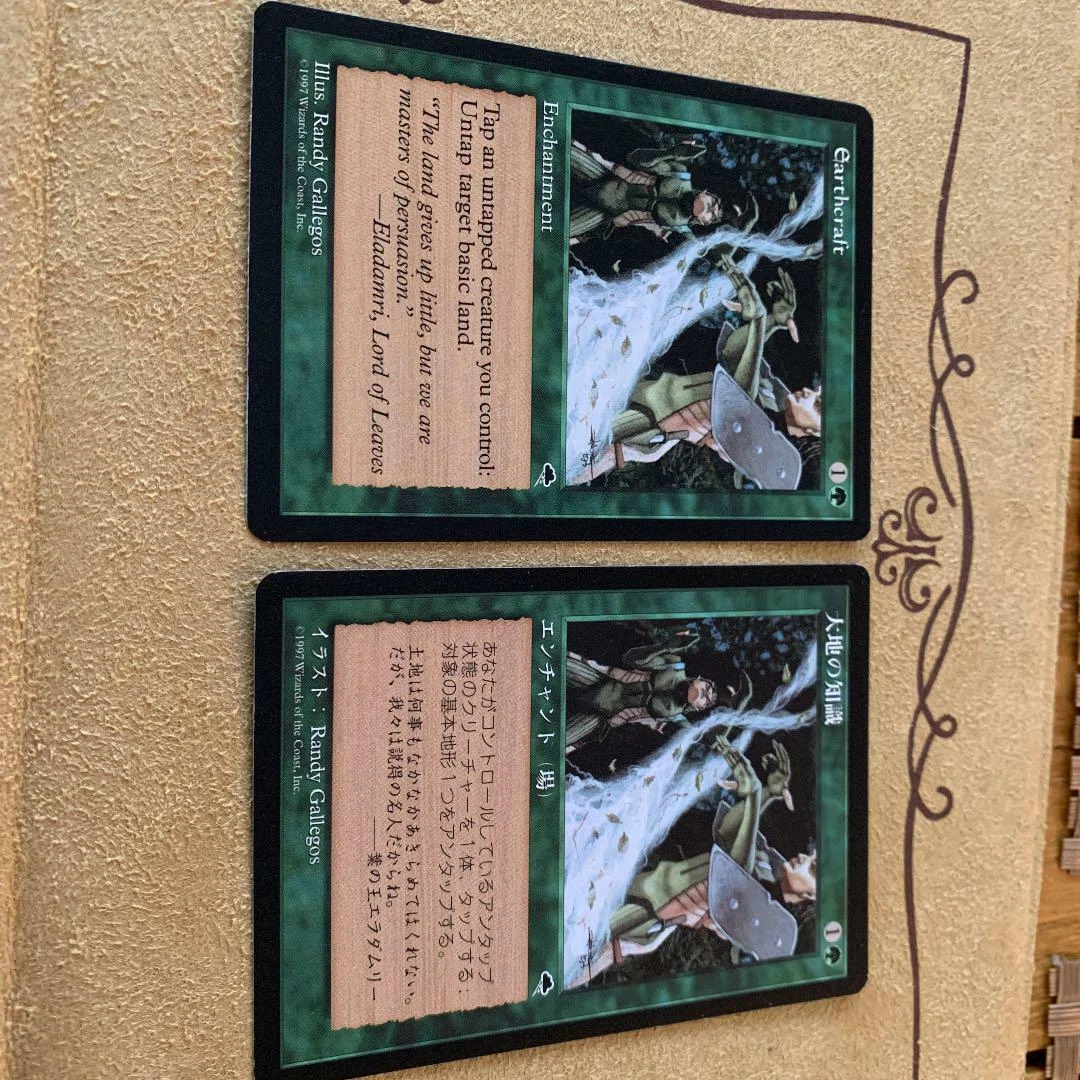 Earthcraft
1
Enchantment
Tap an untapped creature you control:
Untap target basic land.
“The land gives up little, but we are
masters of persuasion.”
—Eladamri, Lord of Leaves
Illus. Randy Gallegos
©1997 Wizards of the Coast, Inc.
大地の知識
1
エンチャント（場）
あなたがコントロールしているアンタップ
状態のクリーチャーを１体、タップする：
対象の基本地形１つをアンタップする。
土地は何事もなかなかあきらめてはくれない。
だが、我々は説得の名人だからね。
——葉の王エラダムリー
イラスト： Randy Gallegos
©1997 Wizards of the Coast, Inc.